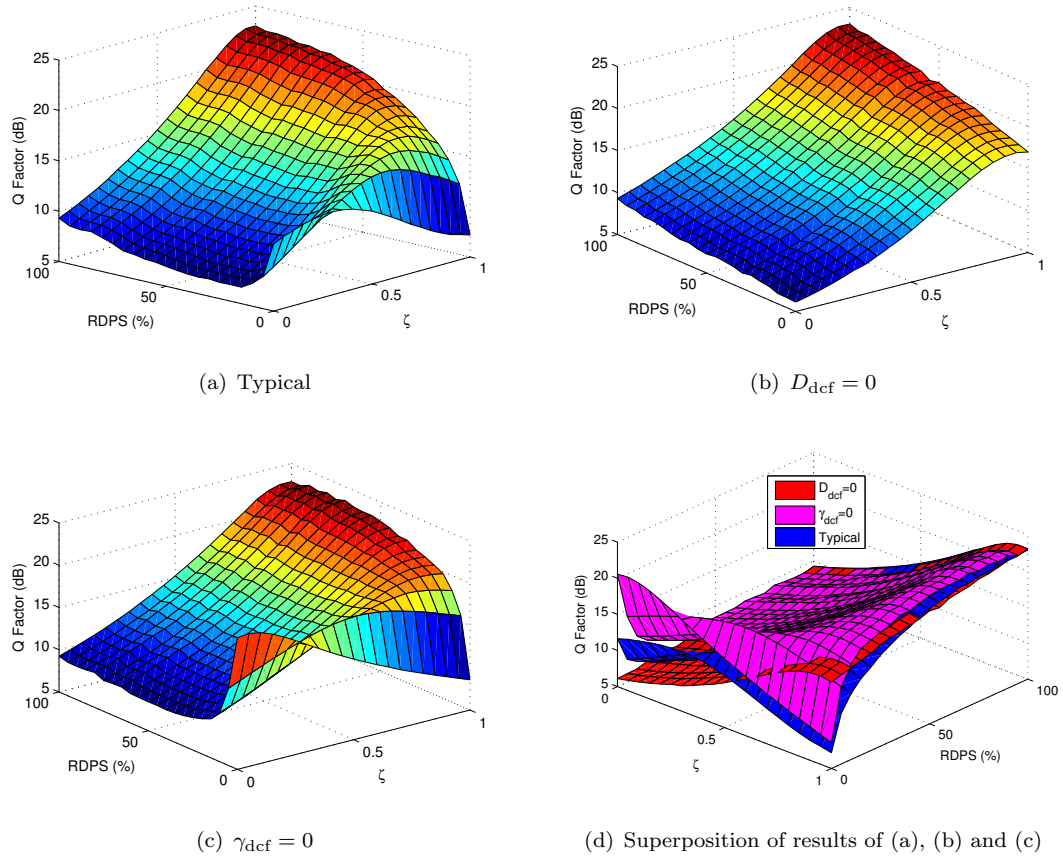 25
20
15
10
5
Q Factor (dB)
100
50
0
RDPS (%)
0
0.5
1
ζ
(a) Typical
25
20
15
10
5
Q Factor (dB)
100
50
0
RDPS (%)
0
0.5
1
ζ
(b) D_dcf = 0
25
20
15
10
5
Q Factor (dB)
100
50
0
RDPS (%)
0
0.5
1
ζ
(c) γ_dcf = 0
D_dcf=0
γ_dcf=0
Typical
25
20
15
10
5
Q Factor (dB)
0
0.5
1
ζ
0
50
100
RDPS (%)
(d) Superposition of results of (a), (b) and (c)